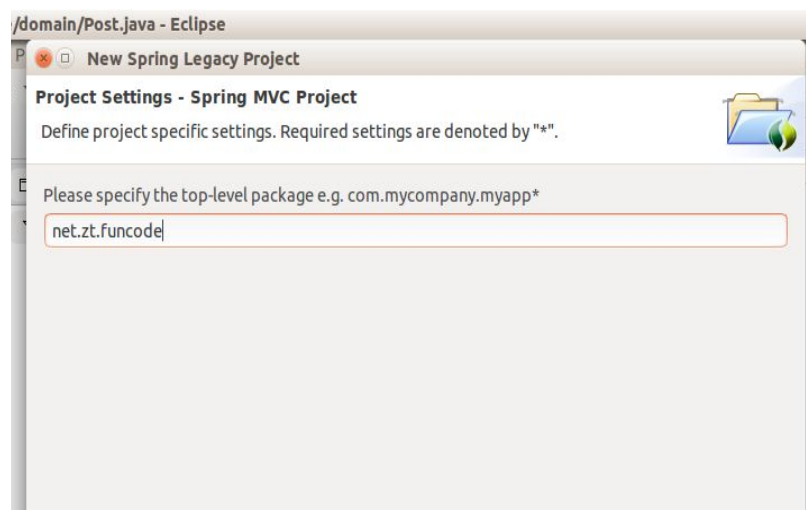 /domain/Post.java - Eclipse
P
New Spring Legacy Project
Project Settings - Spring MVC Project
Define project specific settings. Required settings are denoted by "*".
Please specify the top-level package e.g. com.mycompany.myapp*
net.zt.funcode